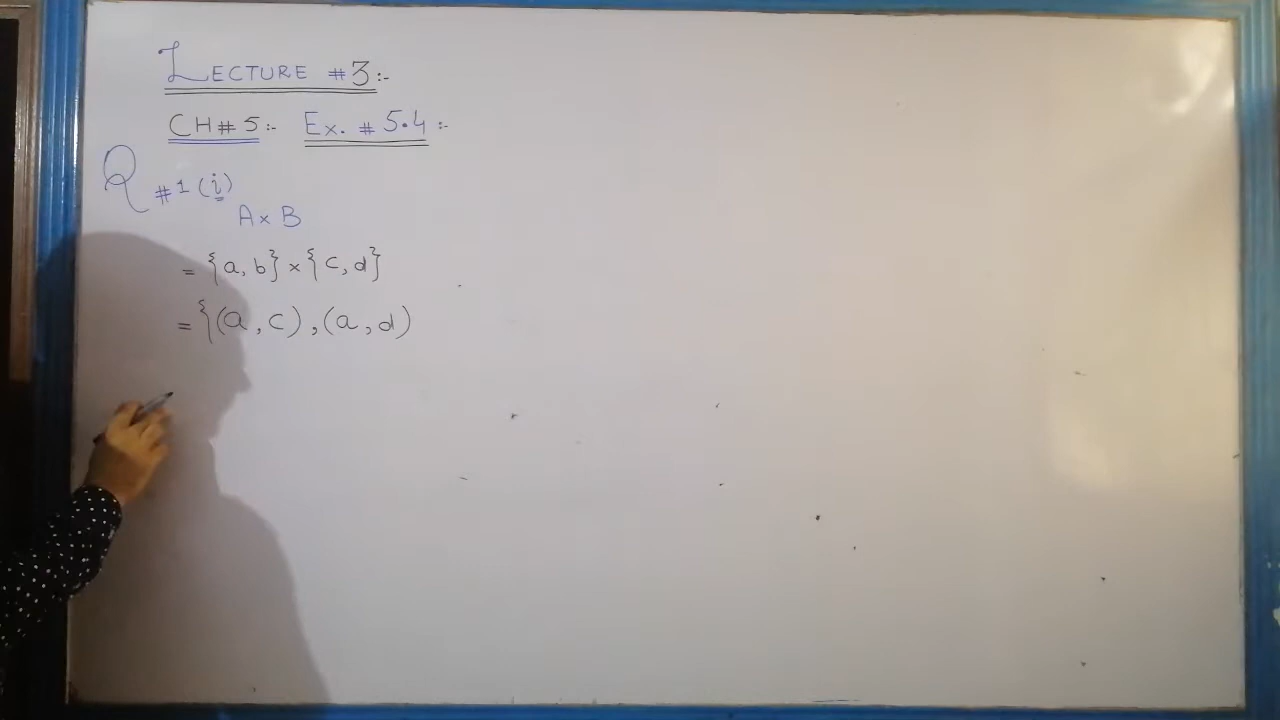 LECTURE #3:-
CH# 5:- Ex. # 5.4 :-
Q #1 (i)
A × B
= {a, b} × {c, d}
= {(a, c), (a, d)